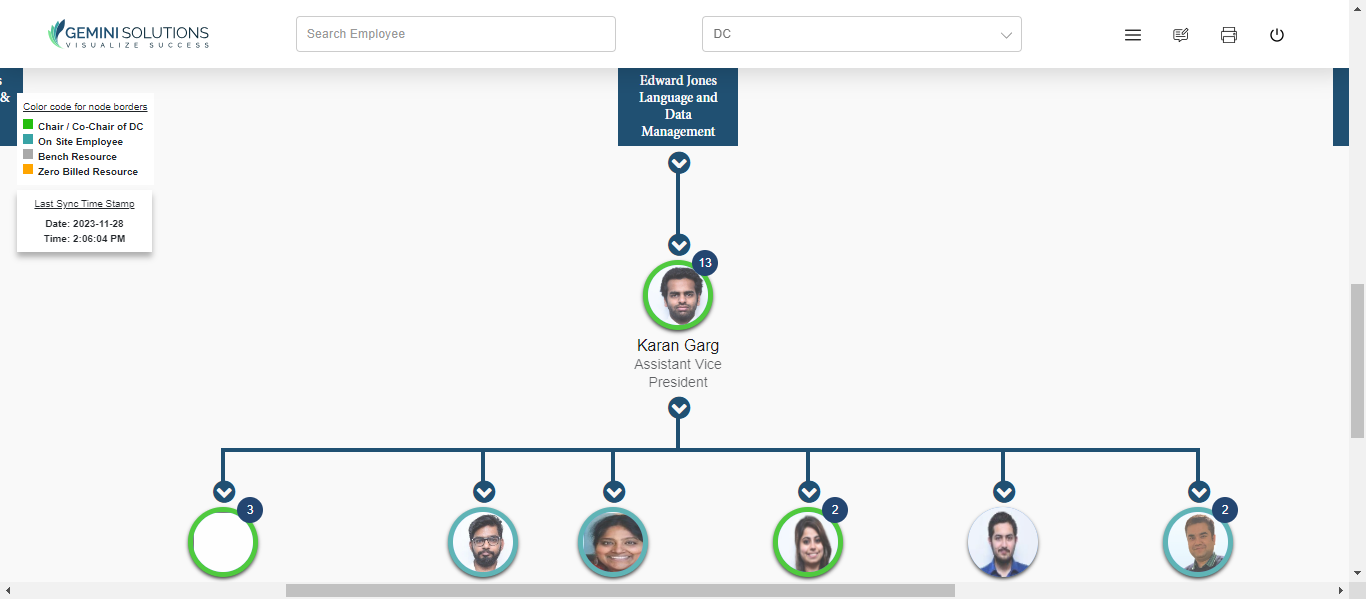 GEMINI SOLUTIONS
VISUALIZE SUCCESS
Search Employee
DC
s
&
Edward Jones
Language and
Data
Management
Color code for node borders
Chair / Co-Chair of DC
On Site Employee
Bench Resource
Zero Billed Resource
Last Sync Time Stamp
Date: 2023-11-28
Time: 2:06:04 PM
13
Karan Garg
Assistant Vice
President
3
2
2